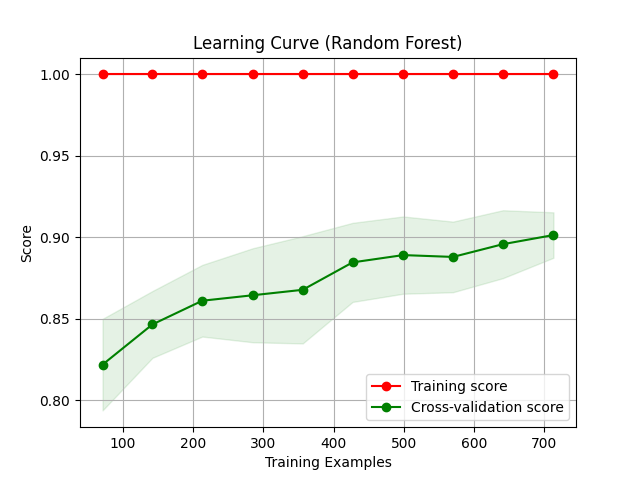 Learning Curve (Random Forest)
Score
1.00
0.95
0.90
0.85
0.80
Training score
Cross-validation score
100 200 300 400 500 600 700
Training Examples